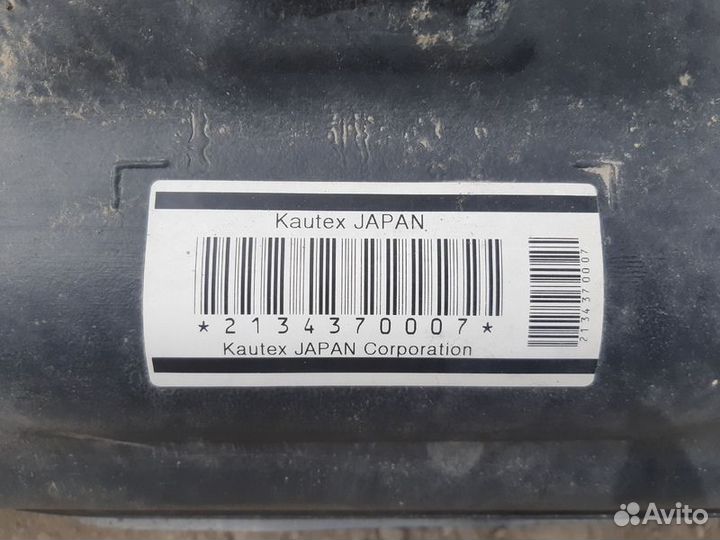 Kautex JAPAN
*2134370007*
Kautex JAPAN Corporation
2134370007
Avito